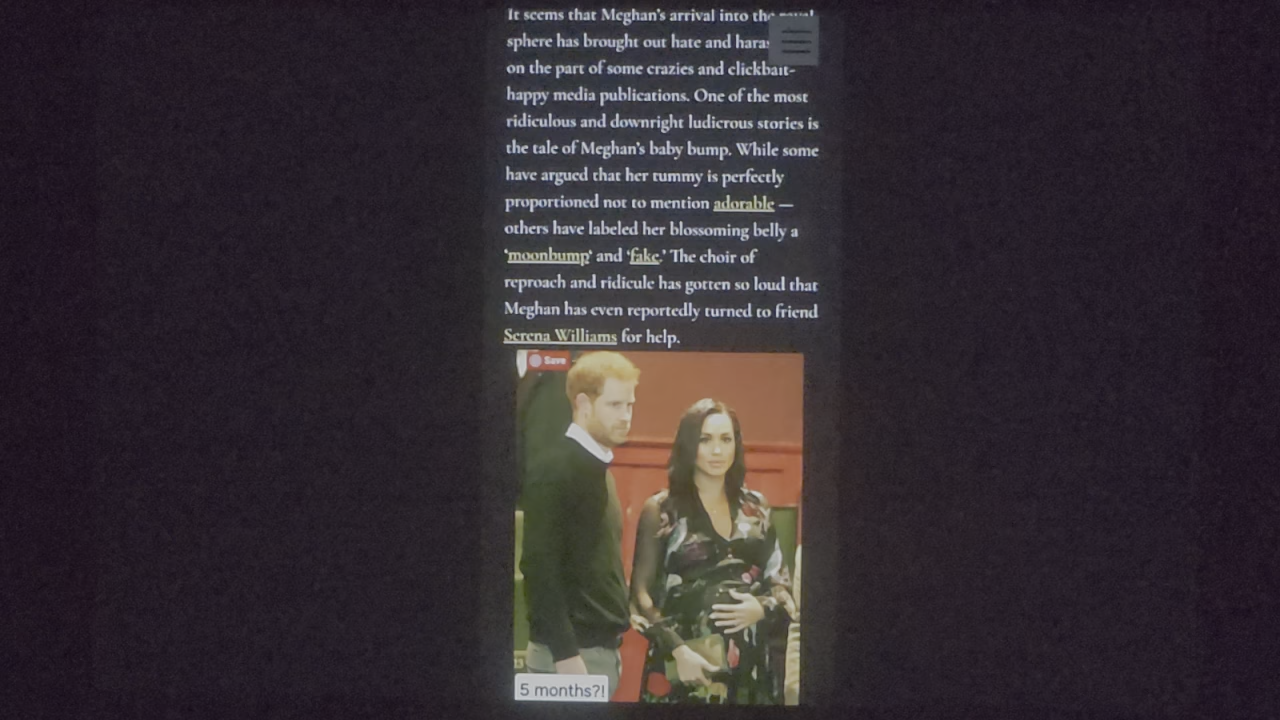 It seems that Meghan's arrival into the royal
sphere has brought out hate and
on the part of some crazies and clickbait-
happy media publications. One of the most
ridiculous and downright ludicrous stories is
the tale of Meghan's baby bump. While some
have argued that her tummy is perfectly
proportioned not to mention adorable —
others have labeled her blossoming belly a
'moonbump' and 'fake.' The choir of
reproach and ridicule has gotten so loud that
Meghan has even reportedly turned to friend
Serena Williams for help.
Save
5 months?!